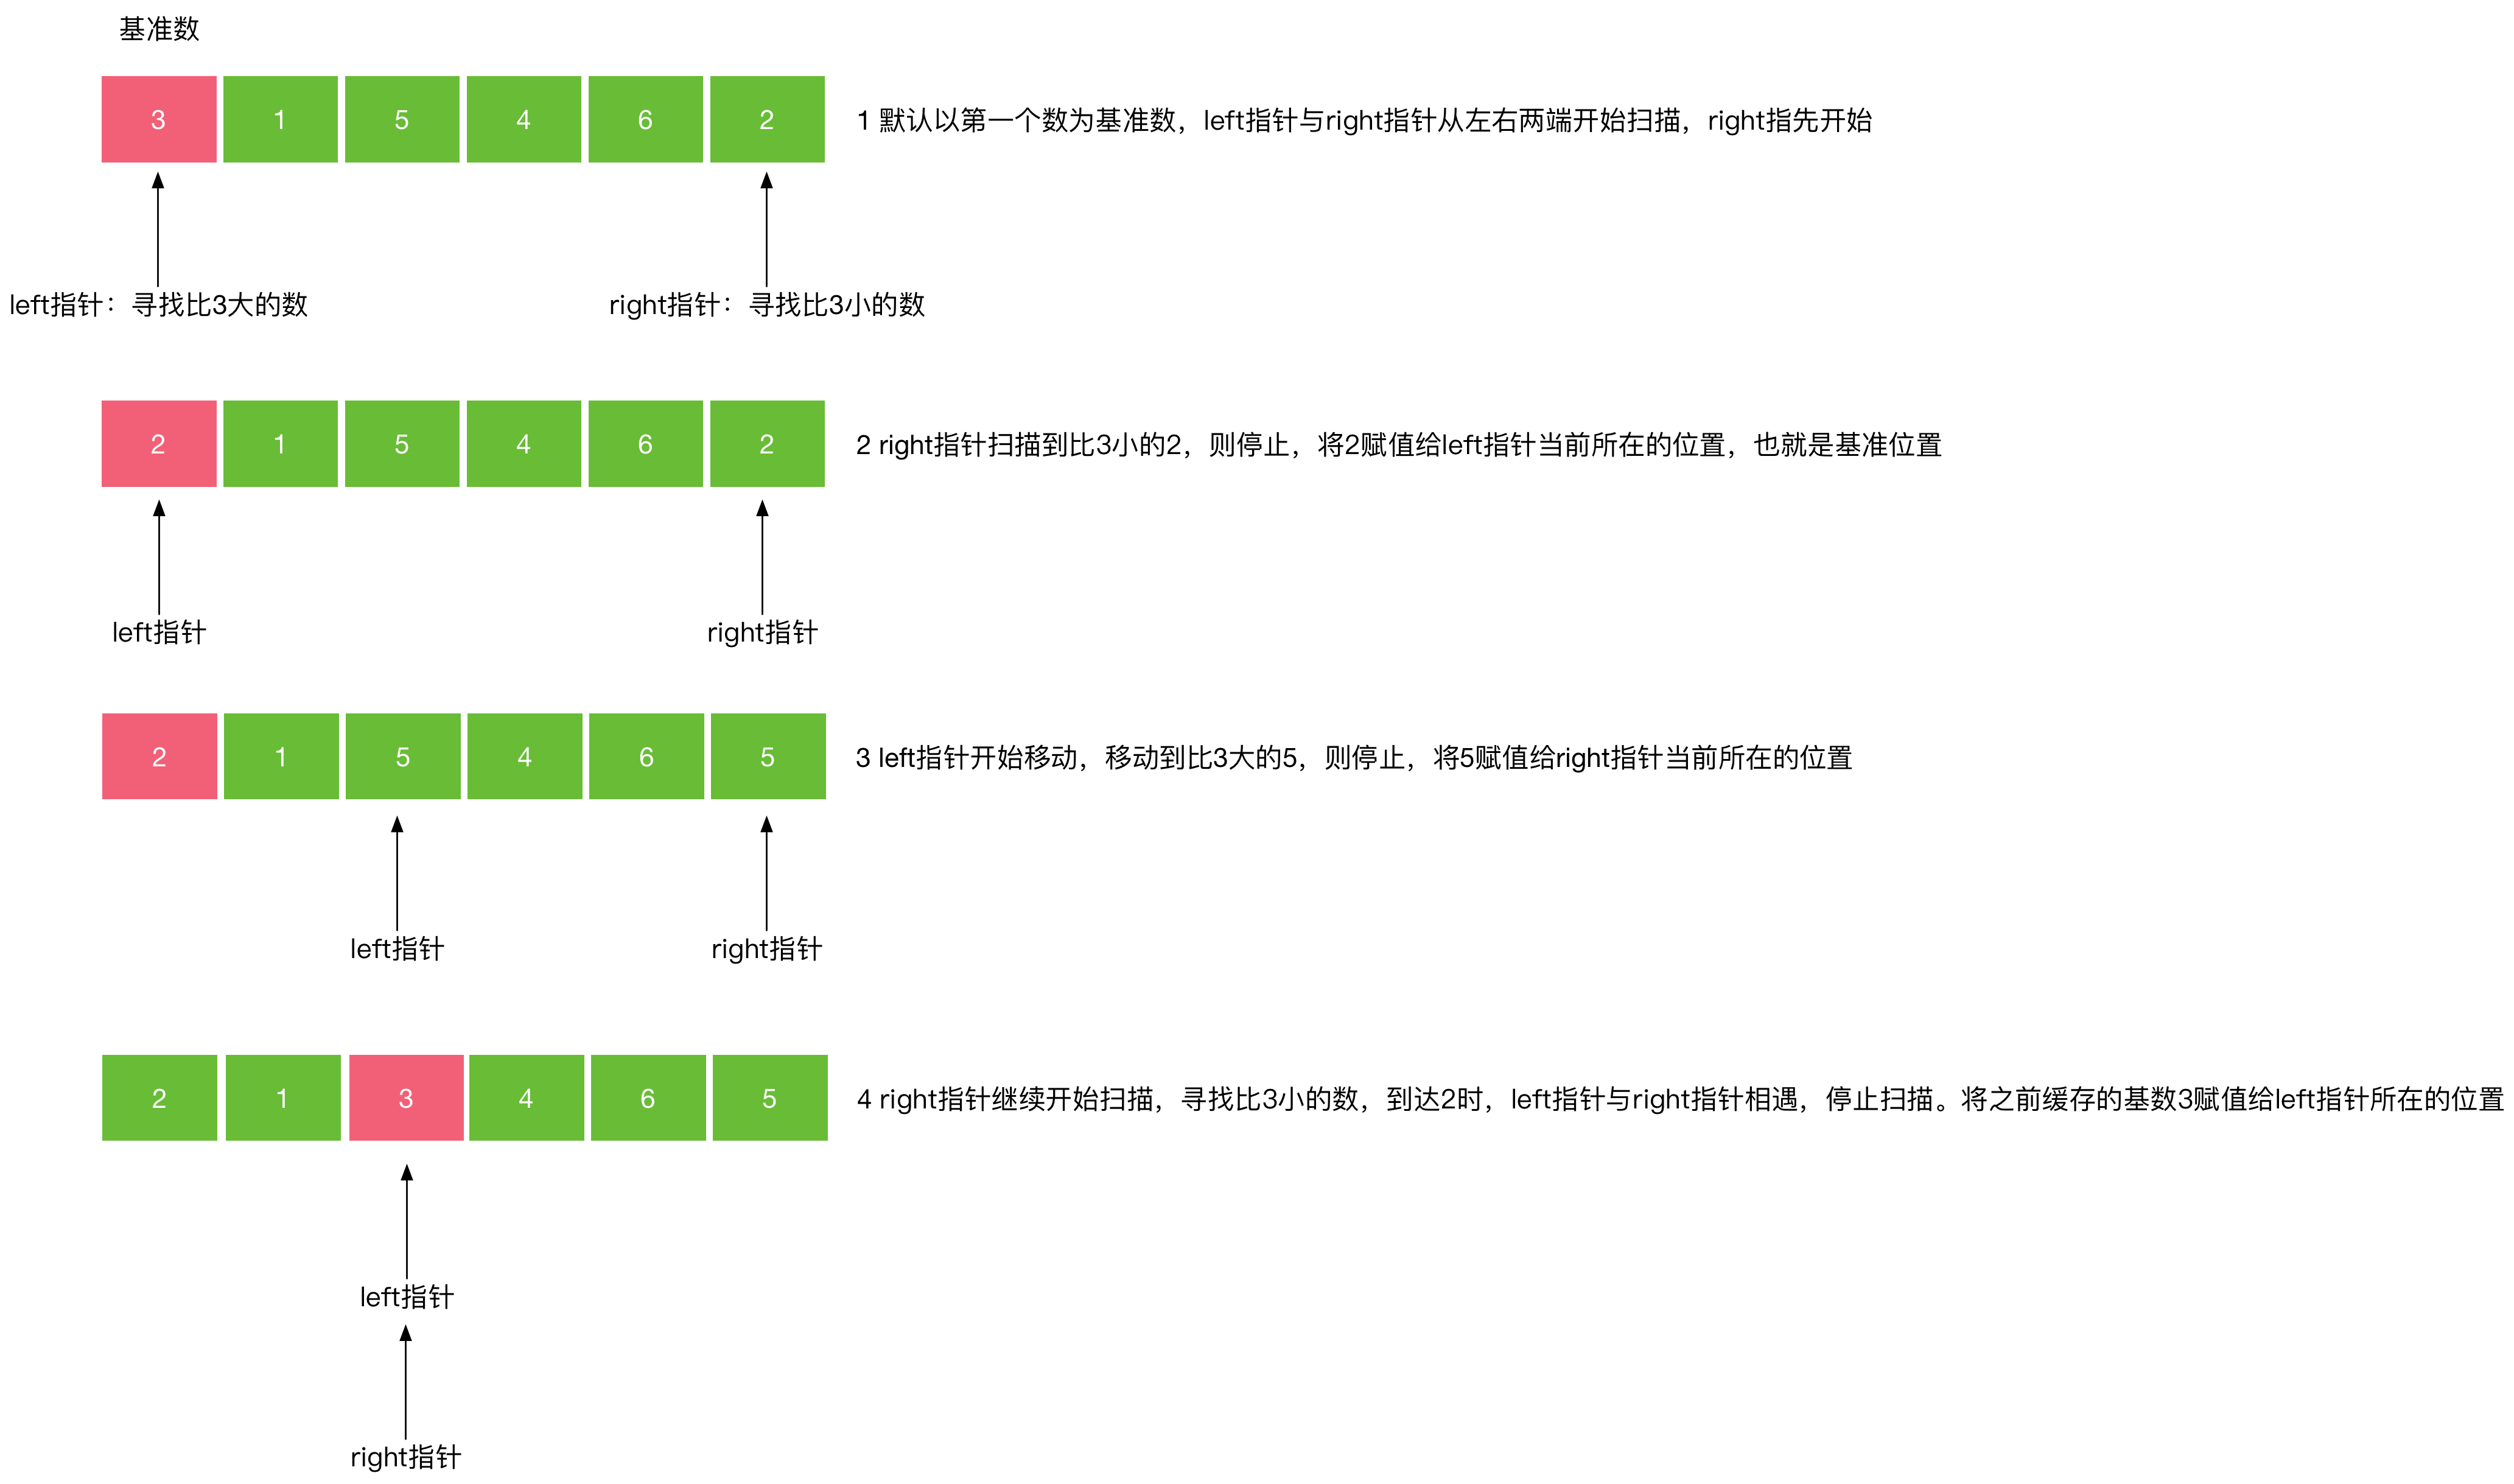 基准数
3 1 5 4 6 2
1 默认以第一个数为基准数，left指针与right指针从左右两端开始扫描，right指先开始
left指针：寻找比3大的数
right指针：寻找比3小的数
2 1 5 4 6 2
2 right指针扫描到比3小的2，则停止，将2赋值给left指针当前所在的位置，也就是基准位置
left指针
right指针
2 1 5 4 6 5
3 left指针开始移动，移动到比3大的5，则停止，将5赋值给right指针当前所在的位置
left指针
right指针
2 1 3 4 6 5
4 right指针继续开始扫描，寻找比3小的数，到达2时，left指针与right指针相遇，停止扫描。将之前缓存的基数3赋值给left指针所在的位置
left指针
right指针